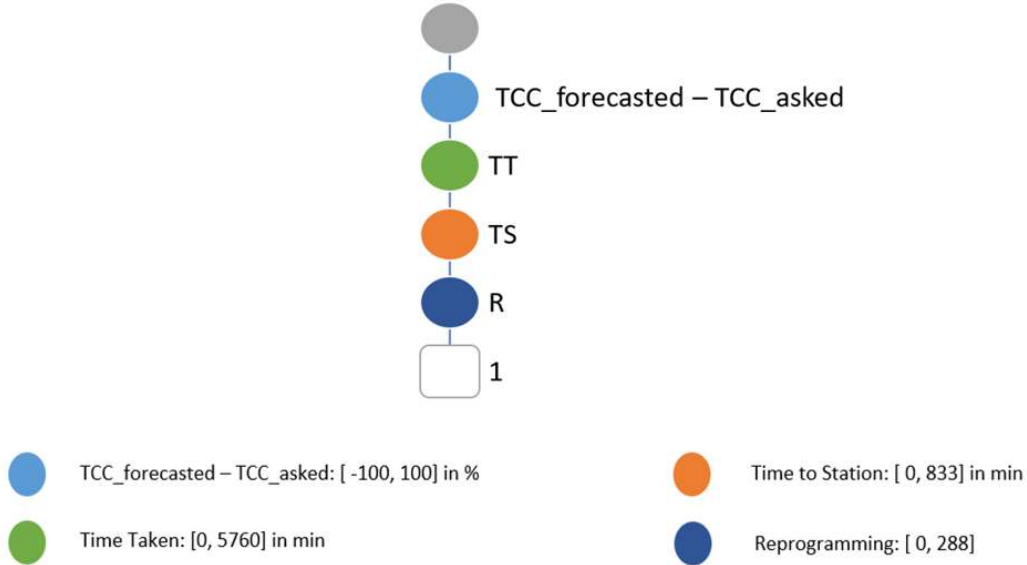 TCC_forecasted – TCC_asked
TT
TS
R
1
TCC_forecasted – TCC_asked: [ -100, 100] in %
Time to Station: [ 0, 833] in min
Time Taken: [0, 5760] in min
Reprogramming: [ 0, 288]